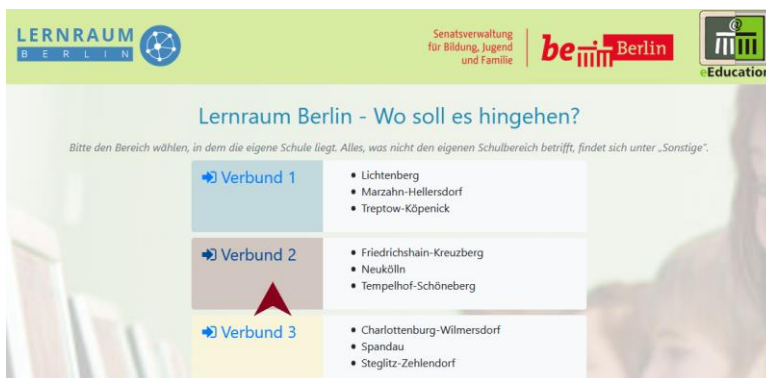 LERNRAUM
BERLIN
Senatsverwaltung
für Bildung, Jugend
und Familie
be Berlin
@
eEducation
Lernraum Berlin - Wo soll es hingehen?
Bitte den Bereich wählen, in dem die eigene Schule liegt. Alles, was nicht den eigenen Schulbereich betrifft, findet sich unter „Sonstige".
Verbund 1
• Lichtenberg
• Marzahn-Hellersdorf
• Treptow-Köpenick
Verbund 2
• Friedrichshain-Kreuzberg
• Neukölln
• Tempelhof-Schöneberg
Verbund 3
• Charlottenburg-Wilmersdorf
• Spandau
• Steglitz-Zehlendorf